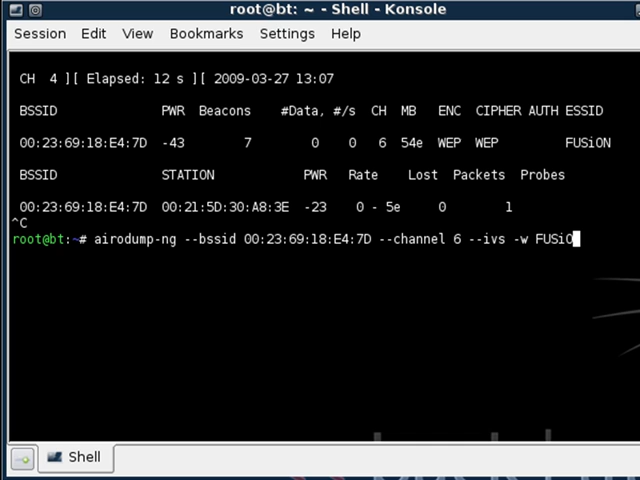 root@bt: ~ - Shell - Konsole
Session Edit View Bookmarks Settings Help
CH 4 ][ Elapsed: 12 s ][ 2009-03-27 13:07
BSSID PWR Beacons #Data, #/s CH MB ENC CIPHER AUTH ESSID
00:23:69:18:E4:7D -43 7 0 0 6 54e WEP WEP FUSiON
BSSID STATION PWR Rate Lost Packets Probes
00:23:69:18:E4:7D 00:21:5D:30:A8:3E -23 0 - 5e 0 1
^C
root@bt:~# airodump-ng --bssid 00:23:69:18:E4:7D --channel 6 --ivs -w FUSiO
Shell